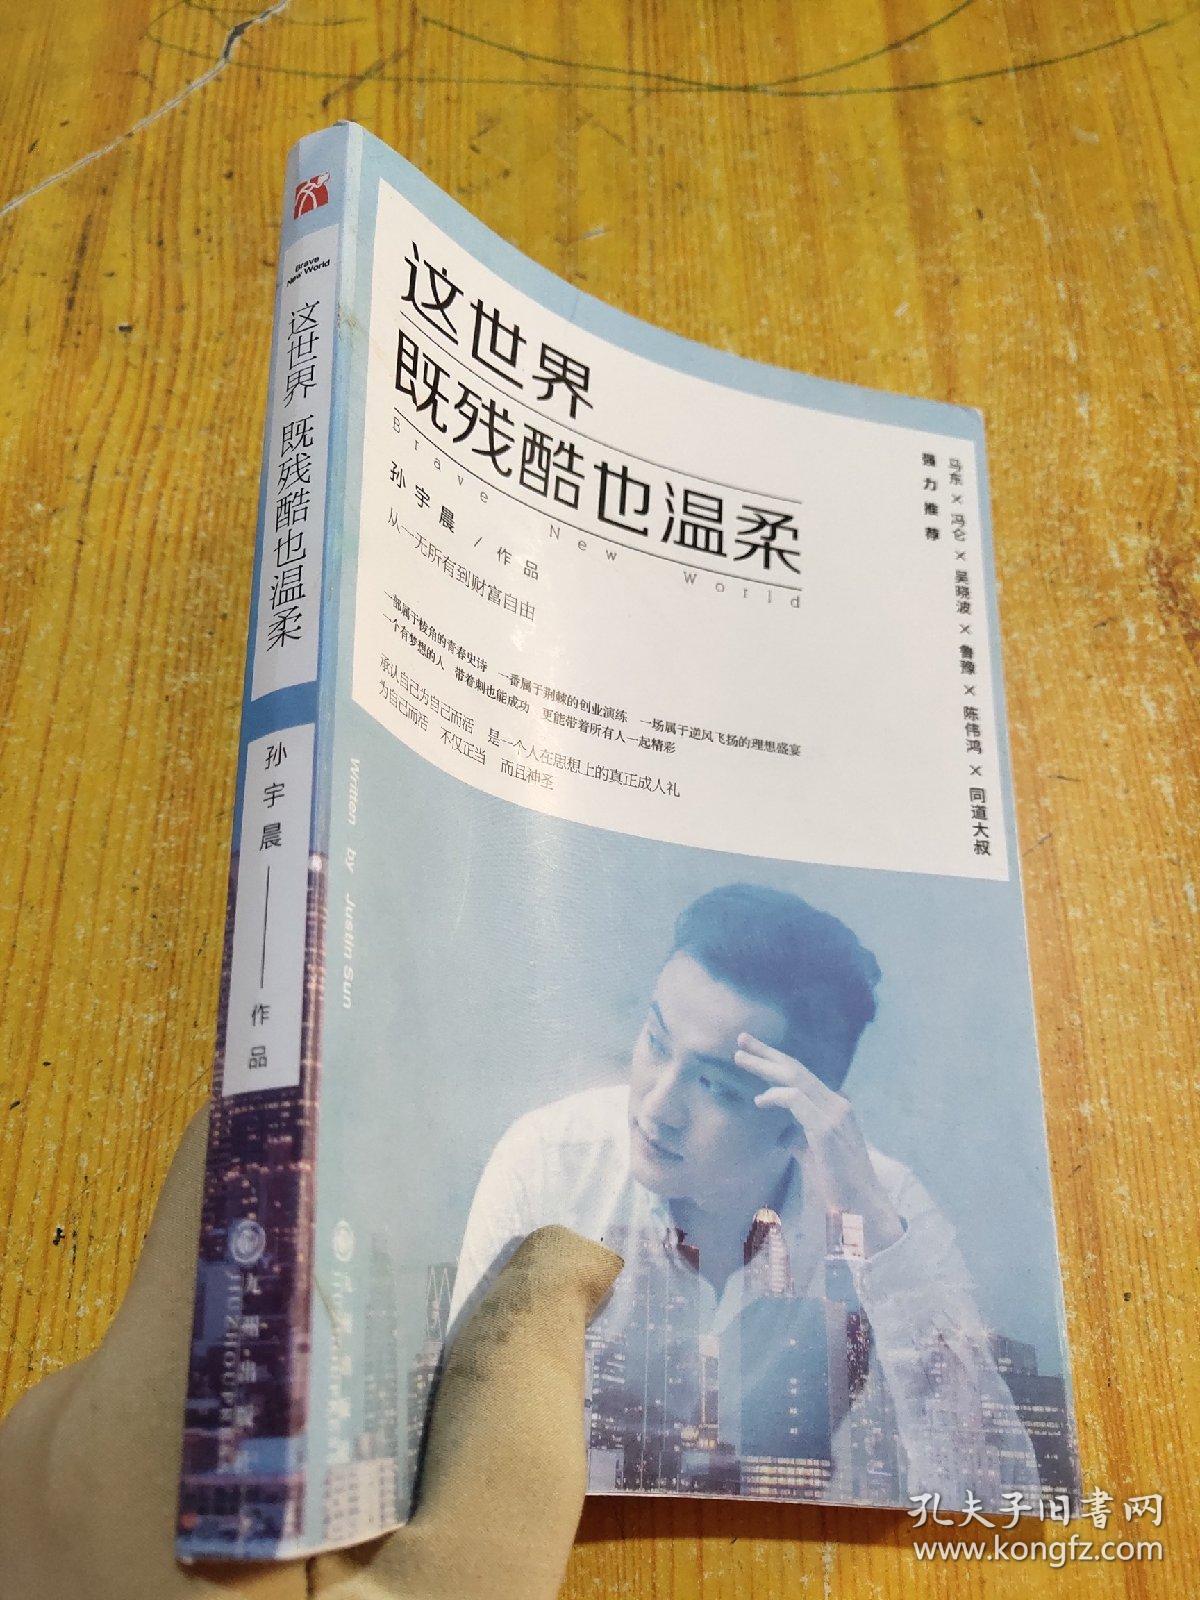 这世界
既残酷也温柔
Brave New World
孙宇晨/作品
从一无所有到财富自由
一部属于棱角的青春史诗 一番属于荆棘的创业演练 一场属于逆风飞扬的理想盛宴
一个有梦想的人 带着刺也能成功 更能带着所有人一起精彩
承认自己为自己而活 是一个人在思想上的真正成人礼
为自己而活 不仅正当 而且神圣
马东×冯仑×吴晓波×鲁豫×陈伟鸿×同道大叔
强力推荐
Written by Justin Sun
Brave
New World
这世界 既残酷也温柔
孙宇晨——作品
九州出版
孔夫子旧书网
www.kongfz.com